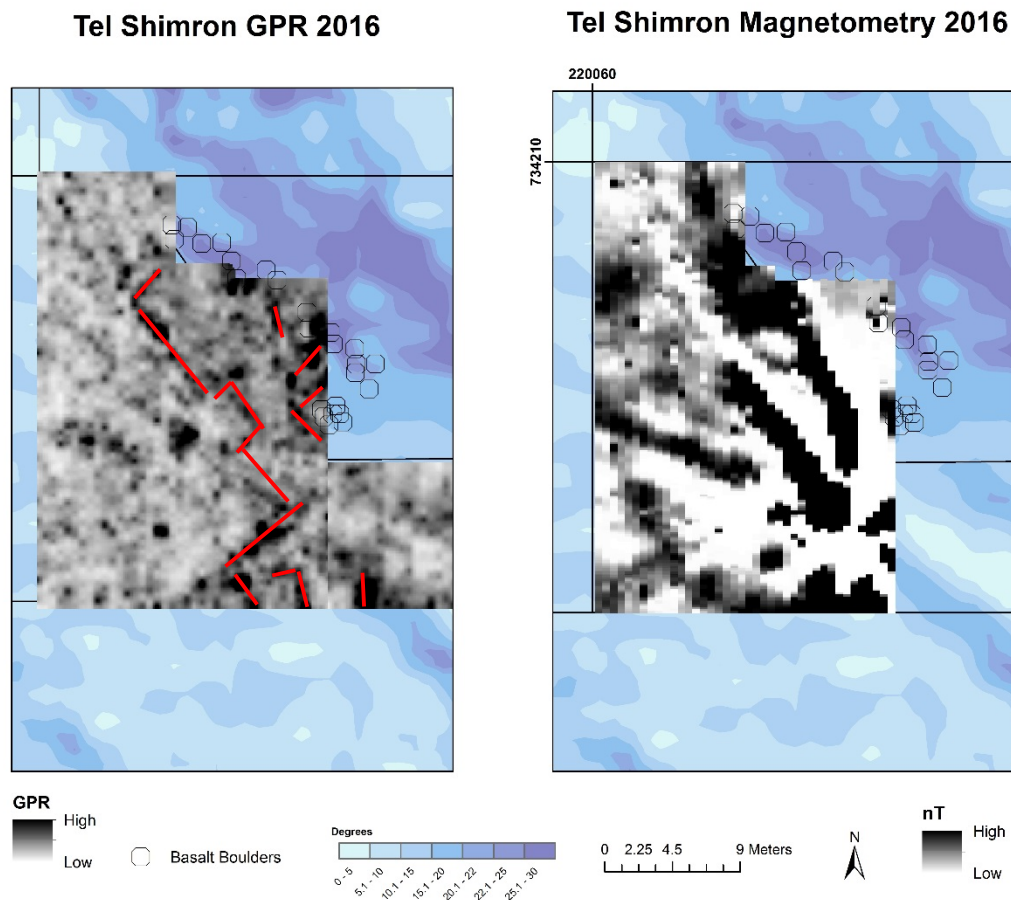 Tel Shimron GPR 2016
Tel Shimron Magnetometry 2016
220060
734210
GPR
High
Low
Basalt Boulders
Degrees
0 - 5
5.1 - 10
10.1 - 15
15.1 - 20
20.1 - 22
22.1 - 25
25.1 - 30
0 2.25 4.5 9 Meters
N
nT
High
Low